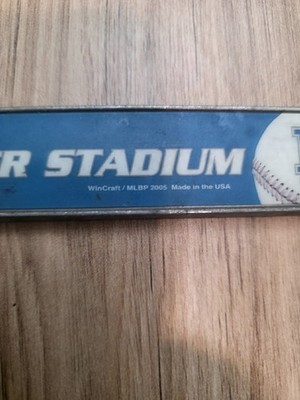 R STADIUM
WinCraft / MLBP 2005 Made in the USA